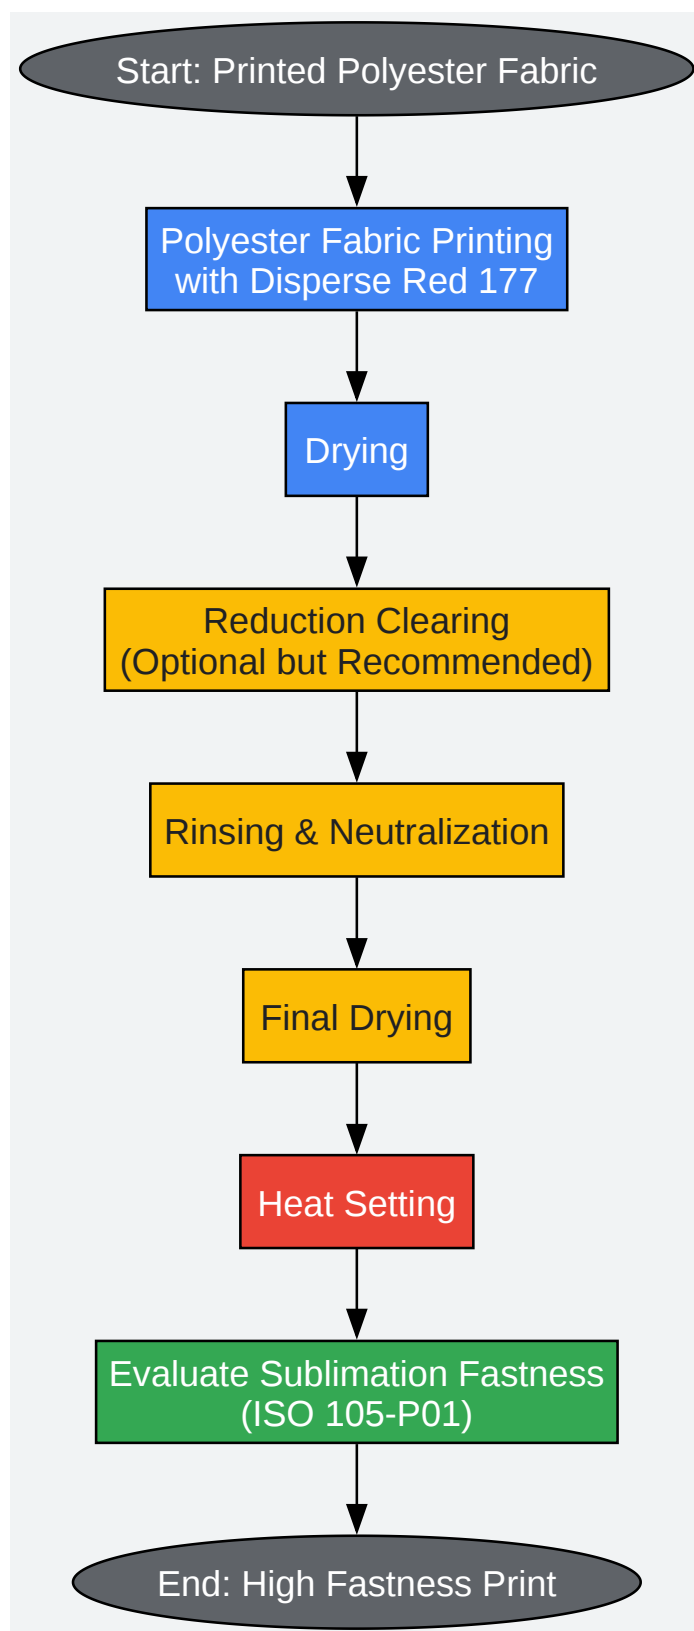 Start: Printed Polyester Fabric
Polyester Fabric Printing
with Disperse Red 177
Drying
Reduction Clearing
(Optional but Recommended)
Rinsing & Neutralization
Final Drying
Heat Setting
Evaluate Sublimation Fastness
(ISO 105-P01)
End: High Fastness Print